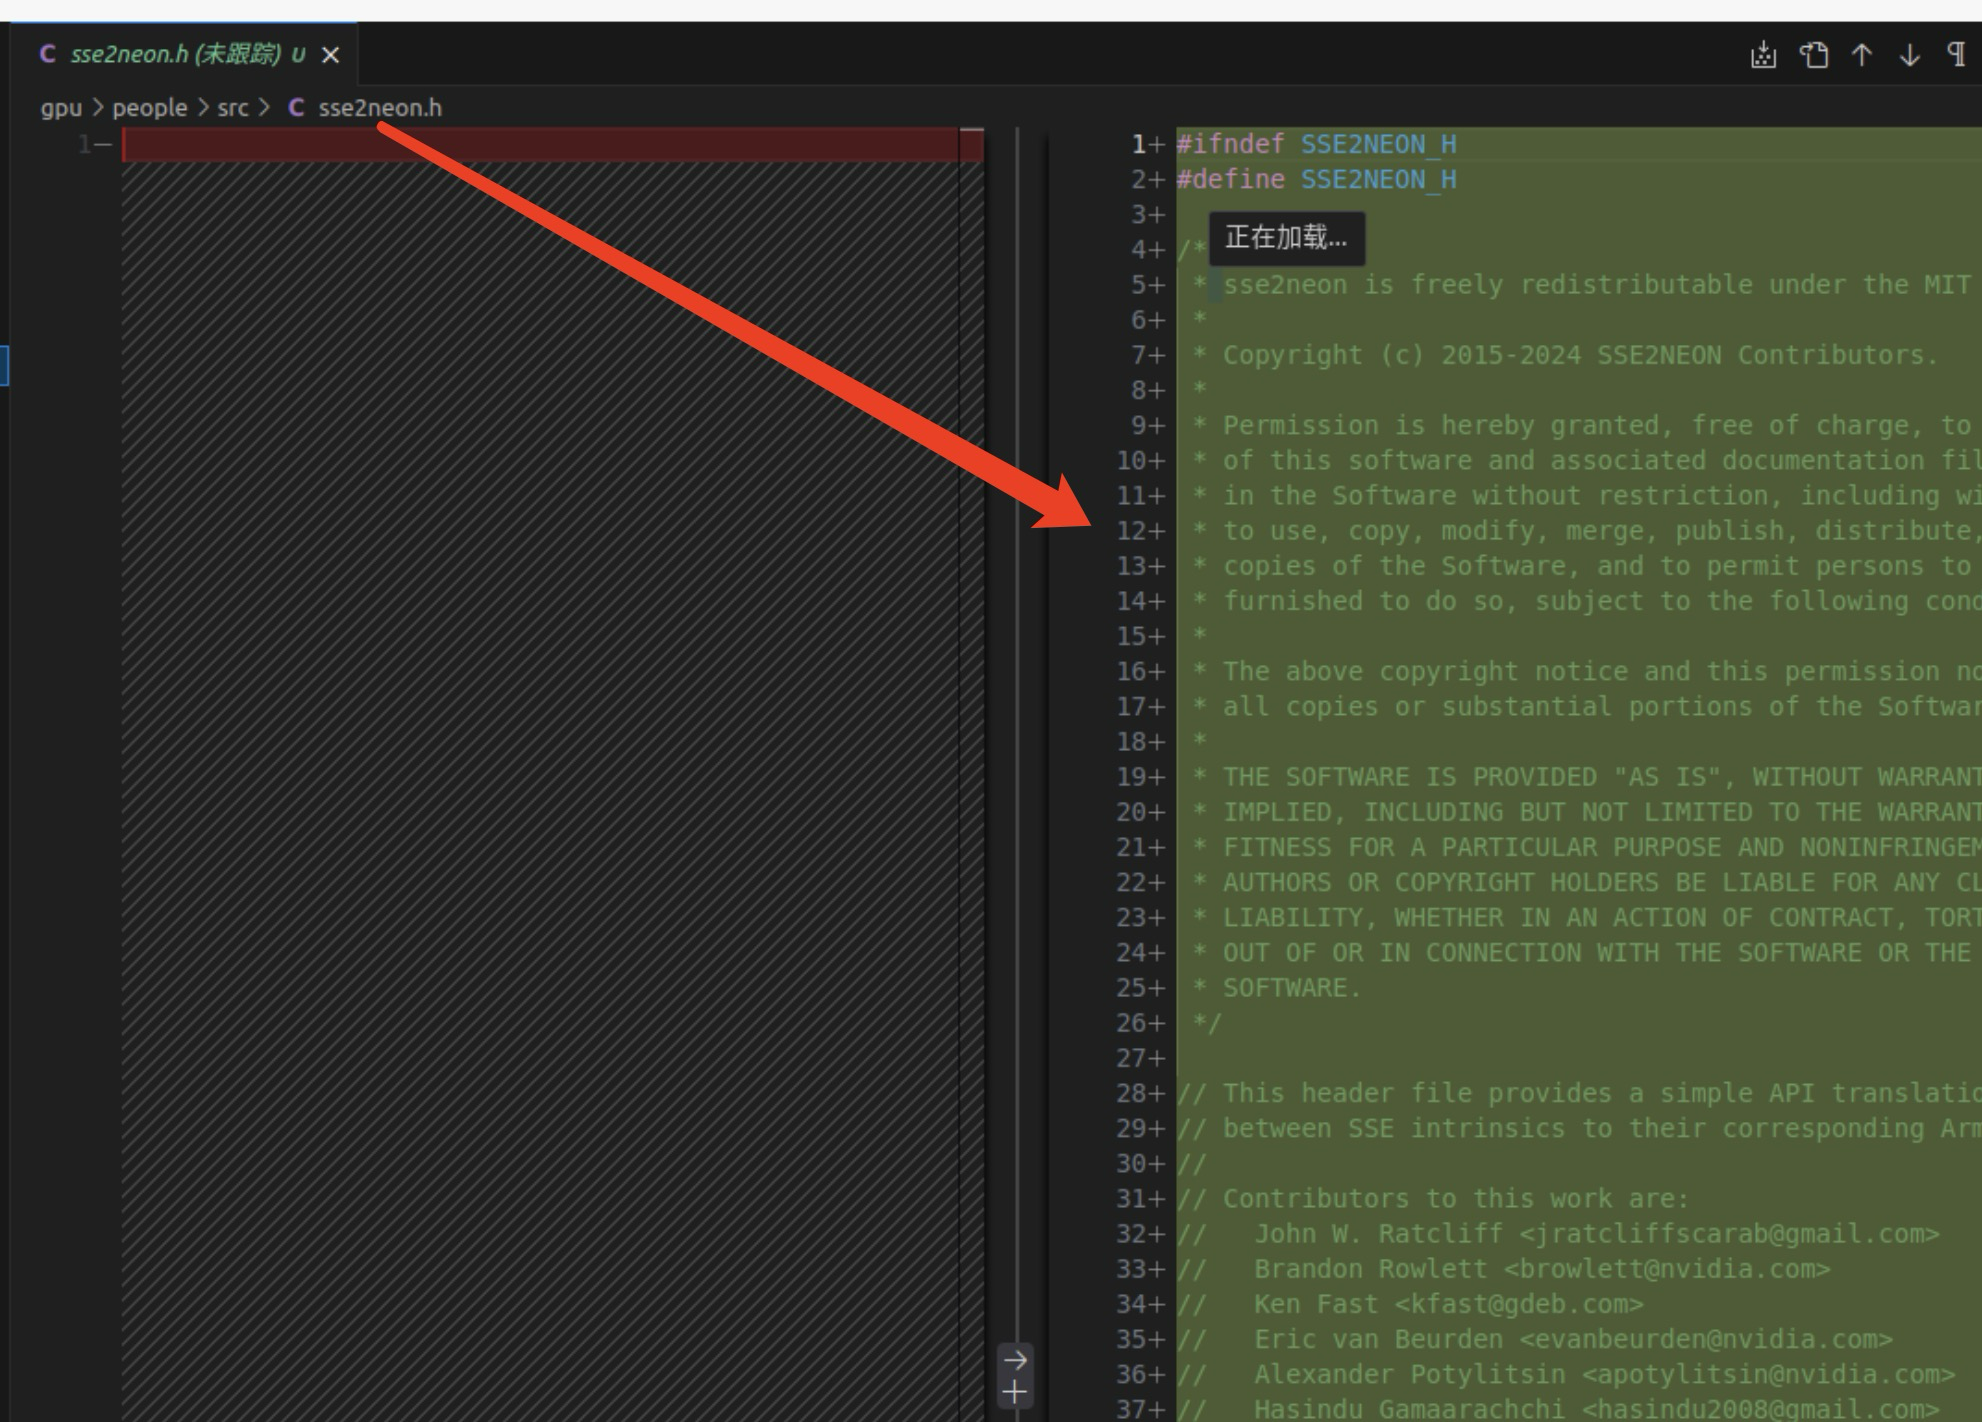 C sse2neon.h (未跟踪) U ×
gpu > people > src > C sse2neon.h
1—
1+ #ifndef SSE2NEON_H
2+ #define SSE2NEON_H
3+
正在加载...
4+ /*
5+ * sse2neon is freely redistributable under the MIT
6+ *
7+ * Copyright (c) 2015-2024 SSE2NEON Contributors.
8+ *
9+ * Permission is hereby granted, free of charge, to
10+ * of this software and associated documentation fil
11+ * in the Software without restriction, including wi
12+ * to use, copy, modify, merge, publish, distribute,
13+ * copies of the Software, and to permit persons to
14+ * furnished to do so, subject to the following cond
15+ *
16+ * The above copyright notice and this permission no
17+ * all copies or substantial portions of the Softwar
18+ *
19+ * THE SOFTWARE IS PROVIDED "AS IS", WITHOUT WARRANT
20+ * IMPLIED, INCLUDING BUT NOT LIMITED TO THE WARRANT
21+ * FITNESS FOR A PARTICULAR PURPOSE AND NONINFRINGEM
22+ * AUTHORS OR COPYRIGHT HOLDERS BE LIABLE FOR ANY CL
23+ * LIABILITY, WHETHER IN AN ACTION OF CONTRACT, TORT
24+ * OUT OF OR IN CONNECTION WITH THE SOFTWARE OR THE
25+ * SOFTWARE.
26+ */
27+
28+ // This header file provides a simple API translatio
29+ // between SSE intrinsics to their corresponding Arm
30+ //
31+ // Contributors to this work are:
32+ // John W. Ratcliff <jratcliffscarab@gmail.com>
33+ // Brandon Rowlett <browlett@nvidia.com>
34+ // Ken Fast <kfast@gdeb.com>
35+ // Eric van Beurden <evanbeurden@nvidia.com>
36+ // Alexander Potylitsin <apotylitsin@nvidia.com>
37+ // Hasindu Gamaarachchi <hasindu2008@gmail.com>